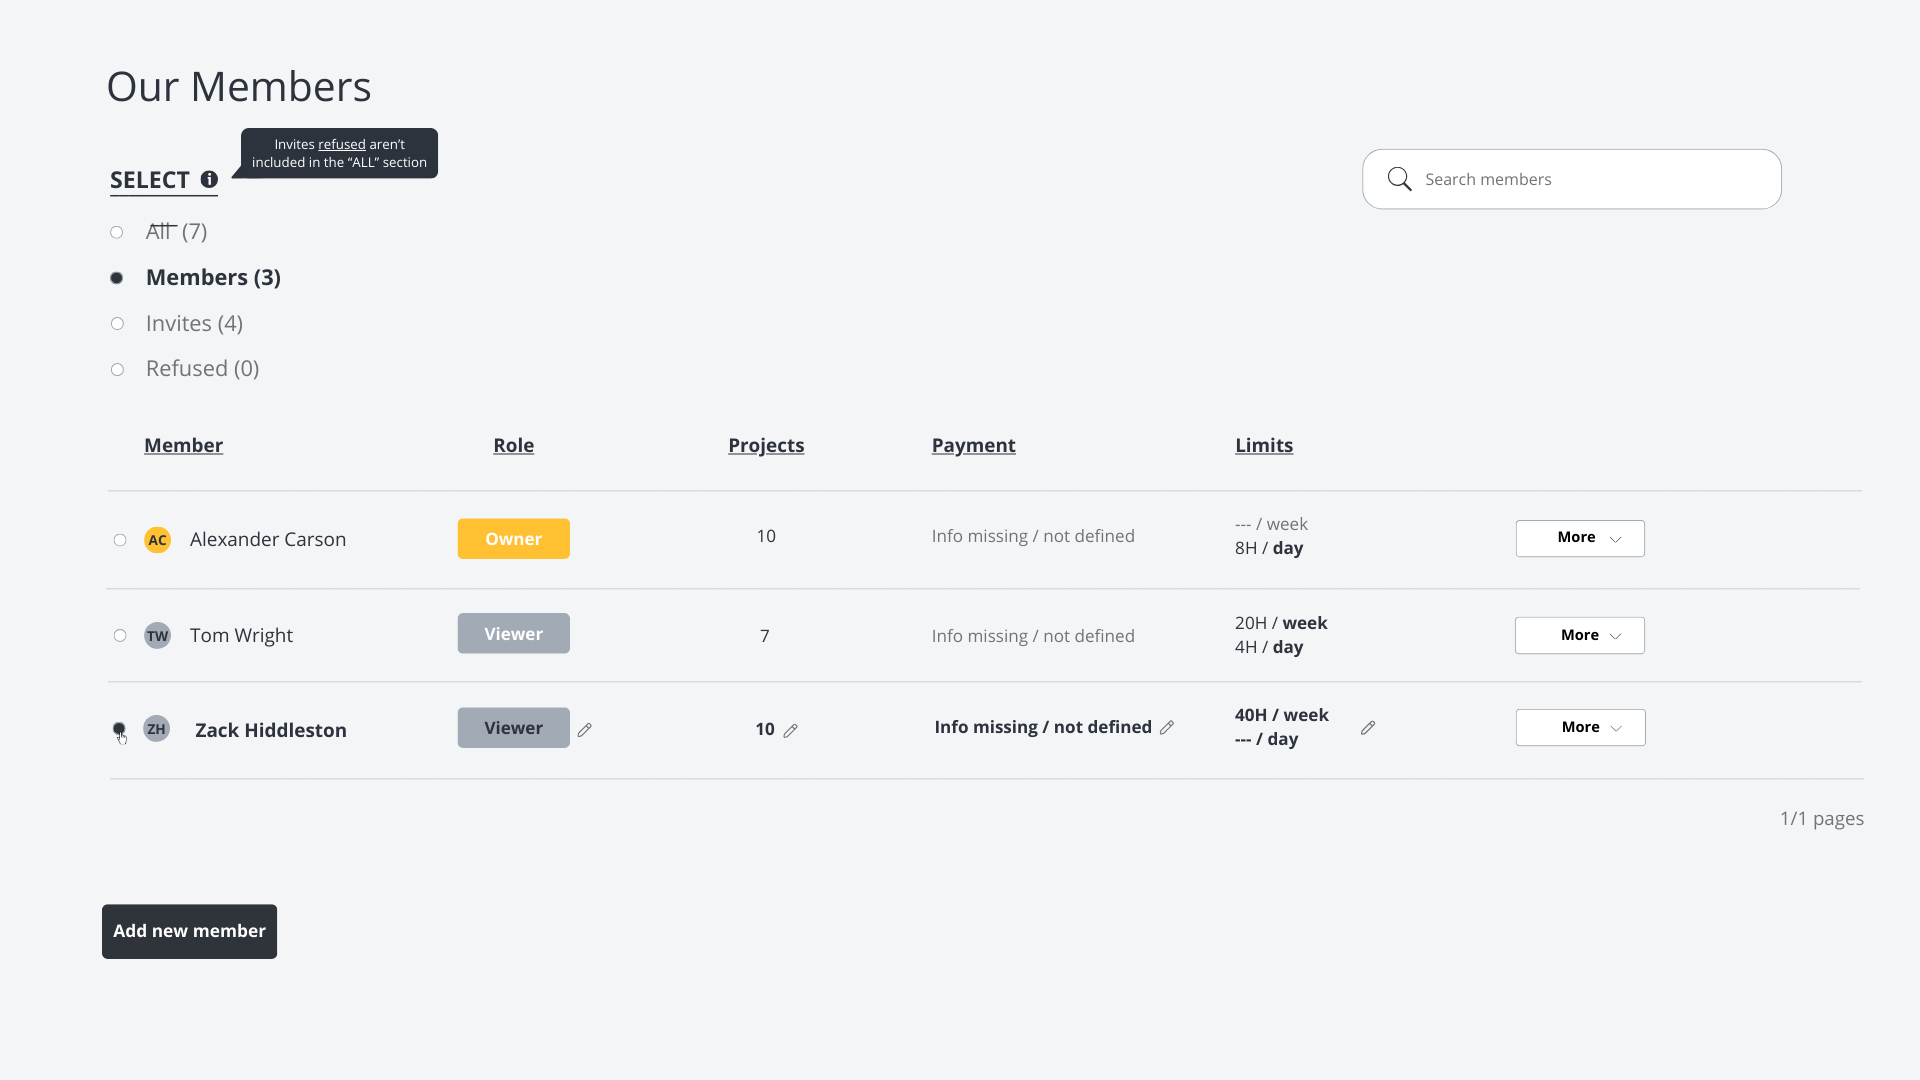 Our Members
Invites refused aren’t
included in the “ALL” section
SELECT
Search members
All (7)
Members (3)
Invites (4)
Refused (0)
Member Role Projects Payment Limits
AC Alexander Carson Owner 10 Info missing / not defined --- / week
8H / day
More
TW Tom Wright Viewer 7 Info missing / not defined 20H / week
4H / day
More
ZH Zack Hiddleston Viewer 10 Info missing / not defined 40H / week
--- / day
More
1/1 pages
Add new member